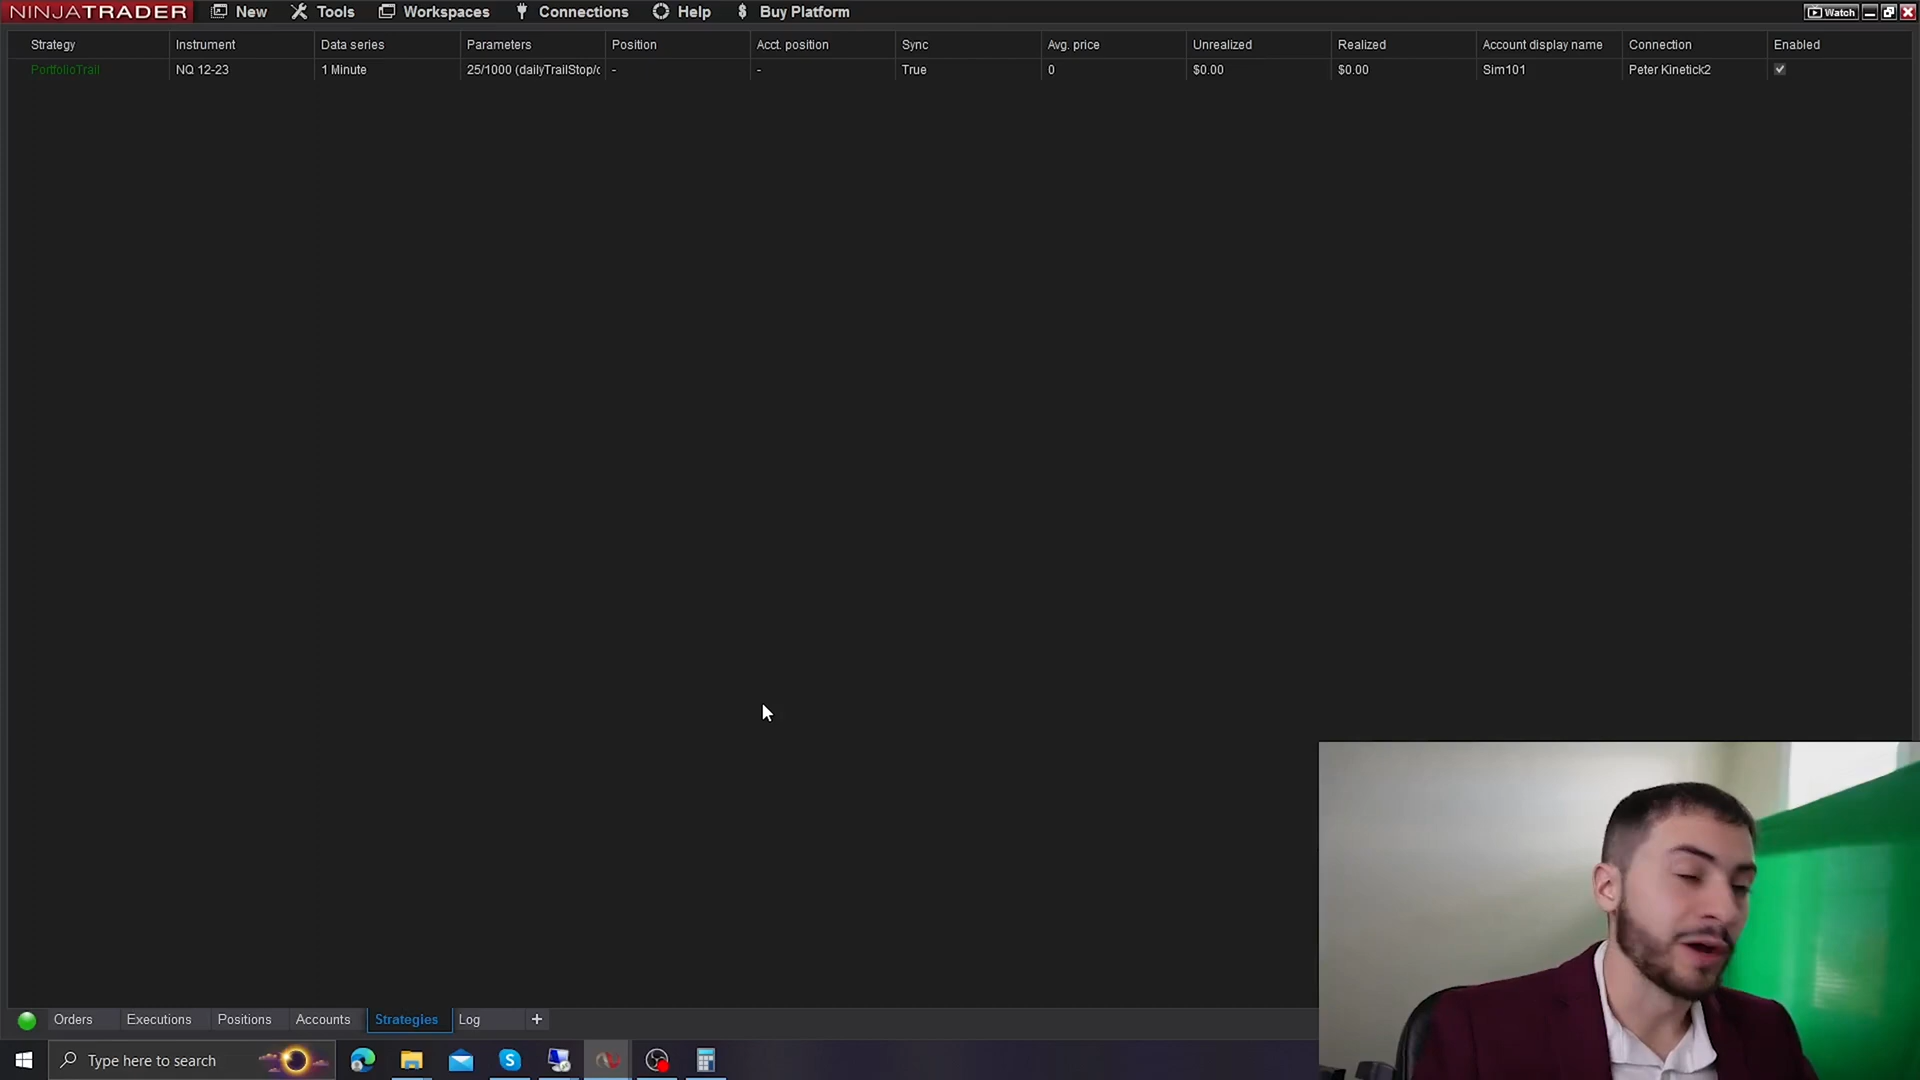 NINJATRADER New Tools Workspaces Connections Help $ Buy Platform Watch
Strategy Instrument Data series Parameters Position Acct. position Sync Avg. price Unrealized Realized Account display name Connection Enabled
PortfolioTrail NQ 12-23 1 Minute 25/1000 (dailyTrailStop/c - - True 0 $0.00 $0.00 Sim101 Peter Kinetick2
Orders Executions Positions Accounts Strategies Log +
Type here to search